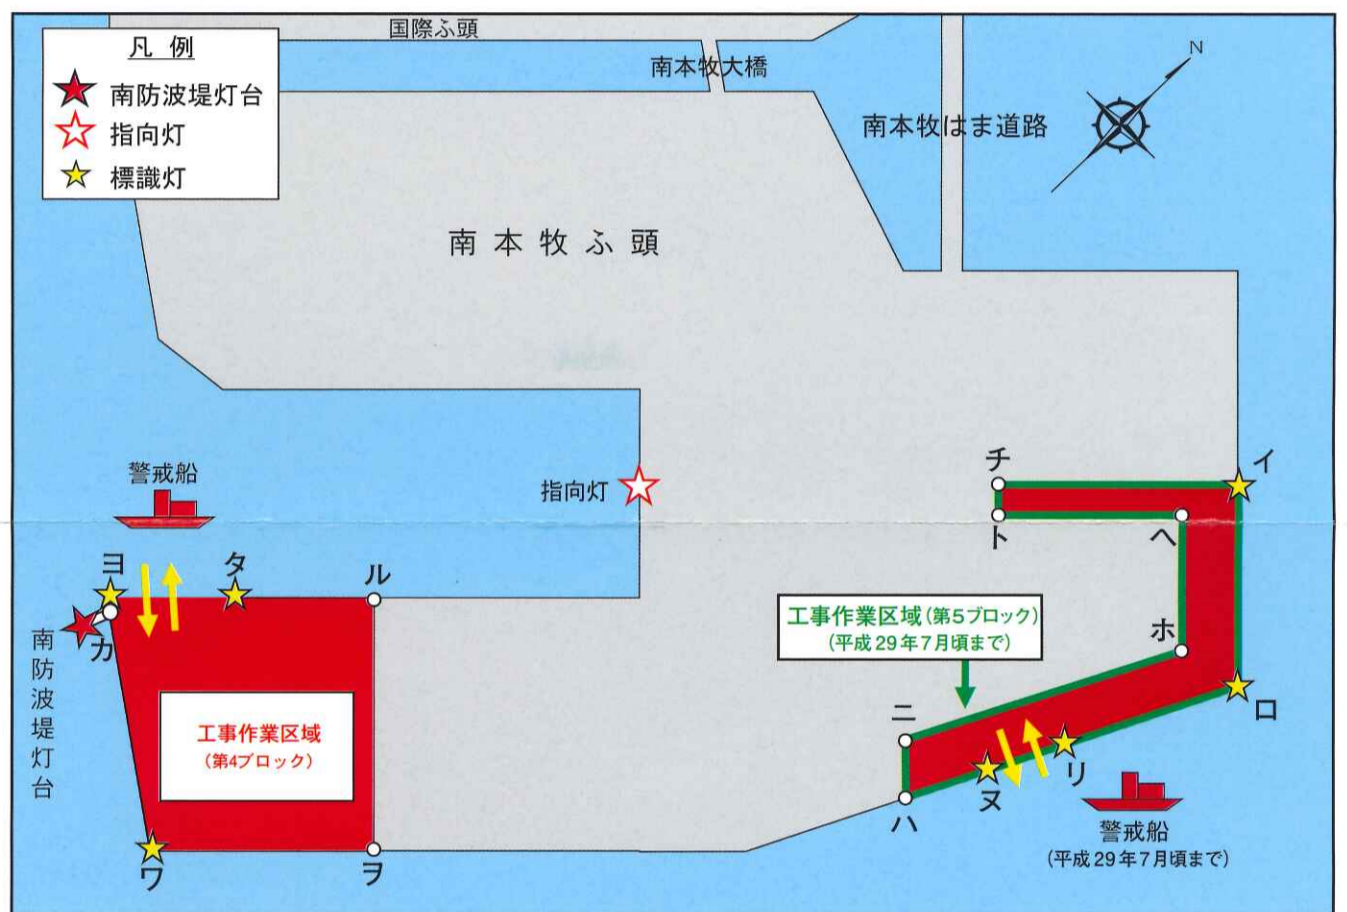 国際ふ頭
凡 例
南防波堤灯台
指向灯
標識灯
南本牧大橋
N
南本牧はま道路
南本牧ふ頭
警戒船
指向灯
チ
イ
ト
ヘ
ヨ
タ
ル
カ
南防波堤灯台
工事作業区域(第5ブロック)
(平成29年7月頃まで)
ホ
ロ
ニ
工事作業区域
(第4ブロック)
リ
ヌ
ハ
警戒船
(平成29年7月頃まで)
ワ
ヲ